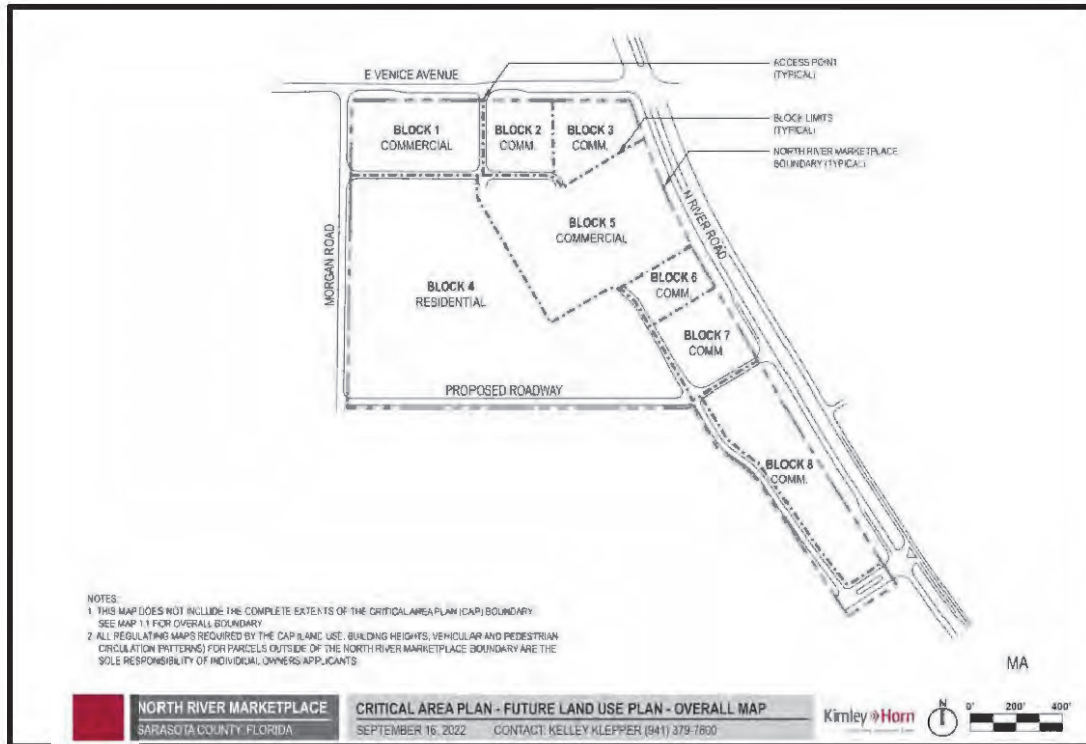 E VENICE AVENUE
ACCESS POINT
(TYPICAL)
BLOCK LIMITS
(TYPICAL)
NORTH RIVER MARKETPLACE
BOUNDARY (TYPICAL)
BLOCK 1
COMMERCIAL
BLOCK 2
COMM.
BLOCK 3
COMM.
N RIVER ROAD
MORGAN ROAD
BLOCK 5
COMMERCIAL
BLOCK 4
RESIDENTIAL
BLOCK 6
COMM.
BLOCK 7
COMM.
PROPOSED ROADWAY
BLOCK 8
COMM.
NOTES:
1. THIS MAP DOES NOT INCLUDE THE COMPLETE EXTENTS OF THE CRITICAL AREA PLAN (CAP) BOUNDARY.
SEE MAP 1.1 FOR OVERALL BOUNDARY
2. ALL REGULATING MAPS REQUIRED BY THE CAP (LAND USE, BUILDING HEIGHTS, VEHICULAR AND PEDESTRIAN
CIRCULATION PATTERNS) FOR PARCELS OUTSIDE OF THE NORTH RIVER MARKETPLACE BOUNDARY ARE THE
SOLE RESPONSIBILITY OF INDIVIDUAL OWNERS APPLICANTS
MA
NORTH RIVER MARKETPLACE
SARASOTA COUNTY, FLORIDA
CRITICAL AREA PLAN - FUTURE LAND USE PLAN - OVERALL MAP
SEPTEMBER 16, 2022 CONTACT: KELLEY KLEPPER (941) 379-7600
Kimley»Horn
0' 200' 400'